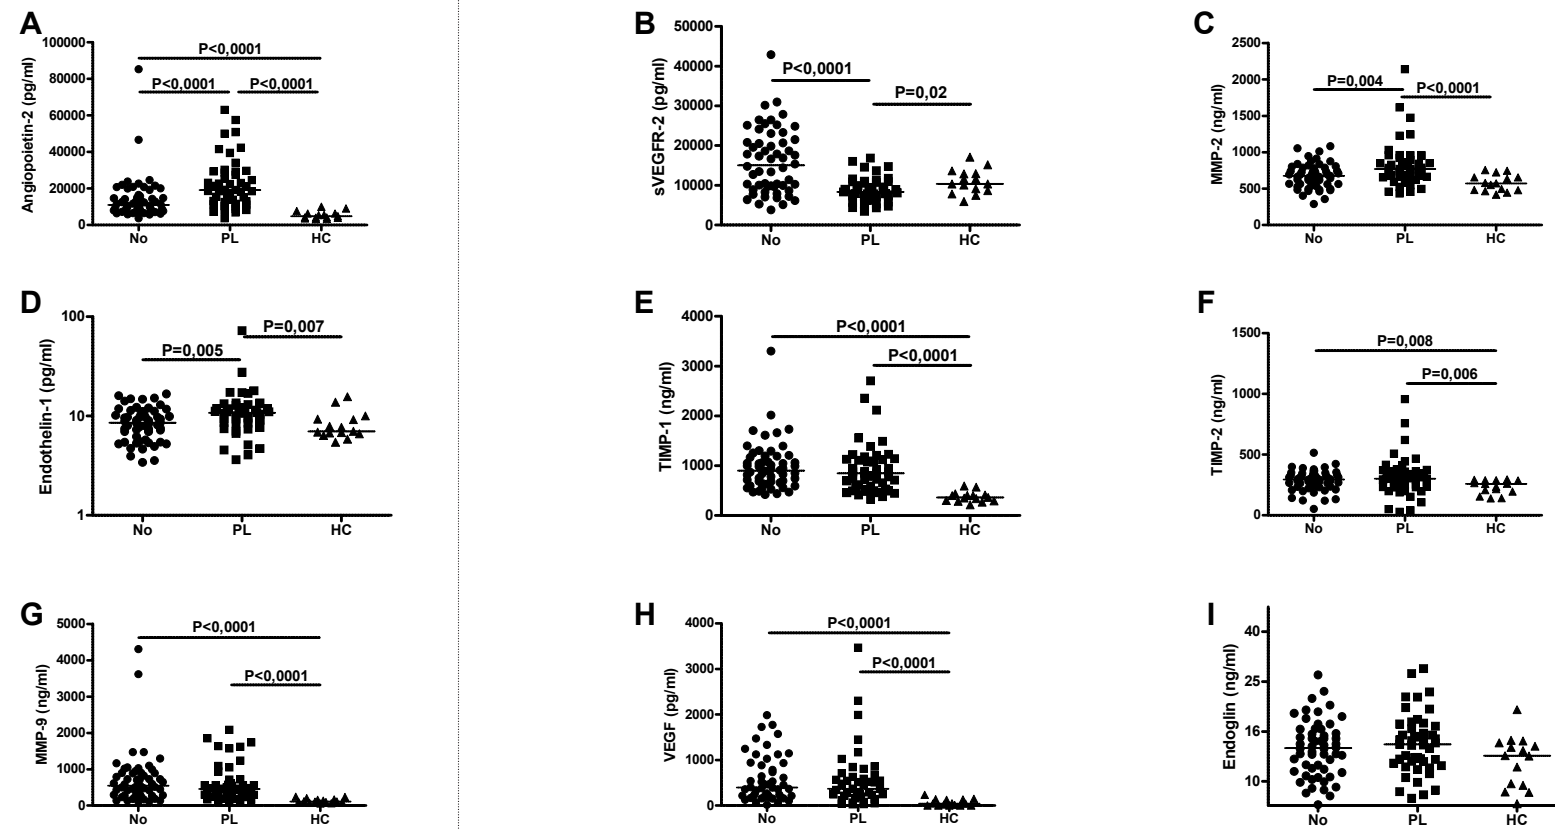 A
Angiopoietin-2 (pg/ml)
100000
80000
60000
40000
20000
0
P<0,0001
P<0,0001
P<0,0001
No
PL
HC
B
sVEGFR-2 (pg/ml)
50000
40000
30000
20000
10000
0
P<0,0001
P=0,02
No
PL
HC
C
MMP-2 (ng/ml)
2500
2000
1500
1000
500
0
P=0,004
P<0,0001
No
PL
HC
D
Endothelin-1 (pg/ml)
100
10
1
P=0,007
P=0,005
No
PL
HC
E
TIMP-1 (ng/ml)
4000
3000
2000
1000
0
P<0,0001
P<0,0001
No
PL
HC
F
TIMP-2 (ng/ml)
1500
1000
500
0
P=0,008
P=0,006
No
PL
HC
G
MMP-9 (ng/ml)
5000
4000
3000
2000
1000
0
P<0,0001
P<0,0001
No
PL
HC
H
VEGF (pg/ml)
4000
3000
2000
1000
0
P<0,0001
P<0,0001
No
PL
HC
I
Endoglin (ng/ml)
40
25
16
10
No
PL
HC